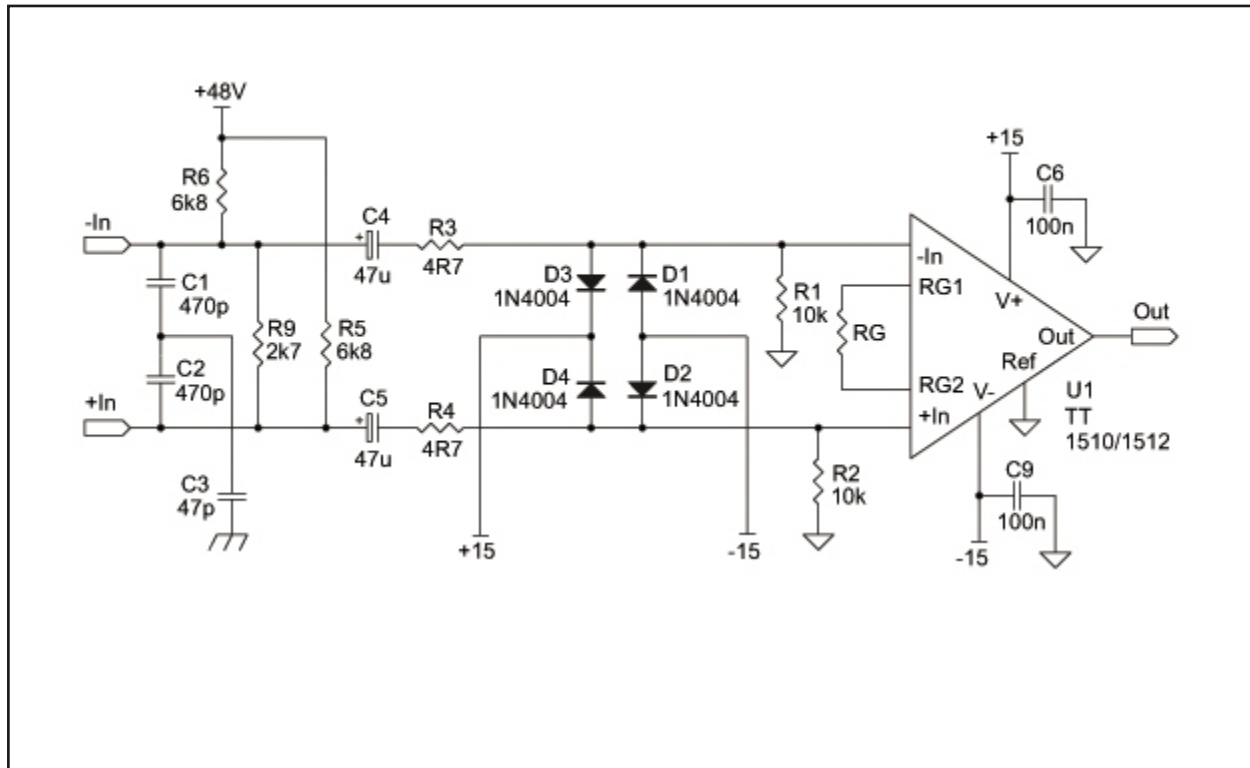 +48V
+15
R6
6k8
C6
100n
-In
C4
47u
R3
4R7
C1
470p
D3
1N4004
D1
1N4004
R1
10k
-In
RG1
V+
RG
Out
Out
R9
2k7
R5
6k8
C2
470p
D4
1N4004
D2
1N4004
Ref
RG2
V-
+In
+In
C5
47u
R4
4R7
U1
TT
1510/1512
C3
47p
R2
10k
C9
100n
+15
-15
-15